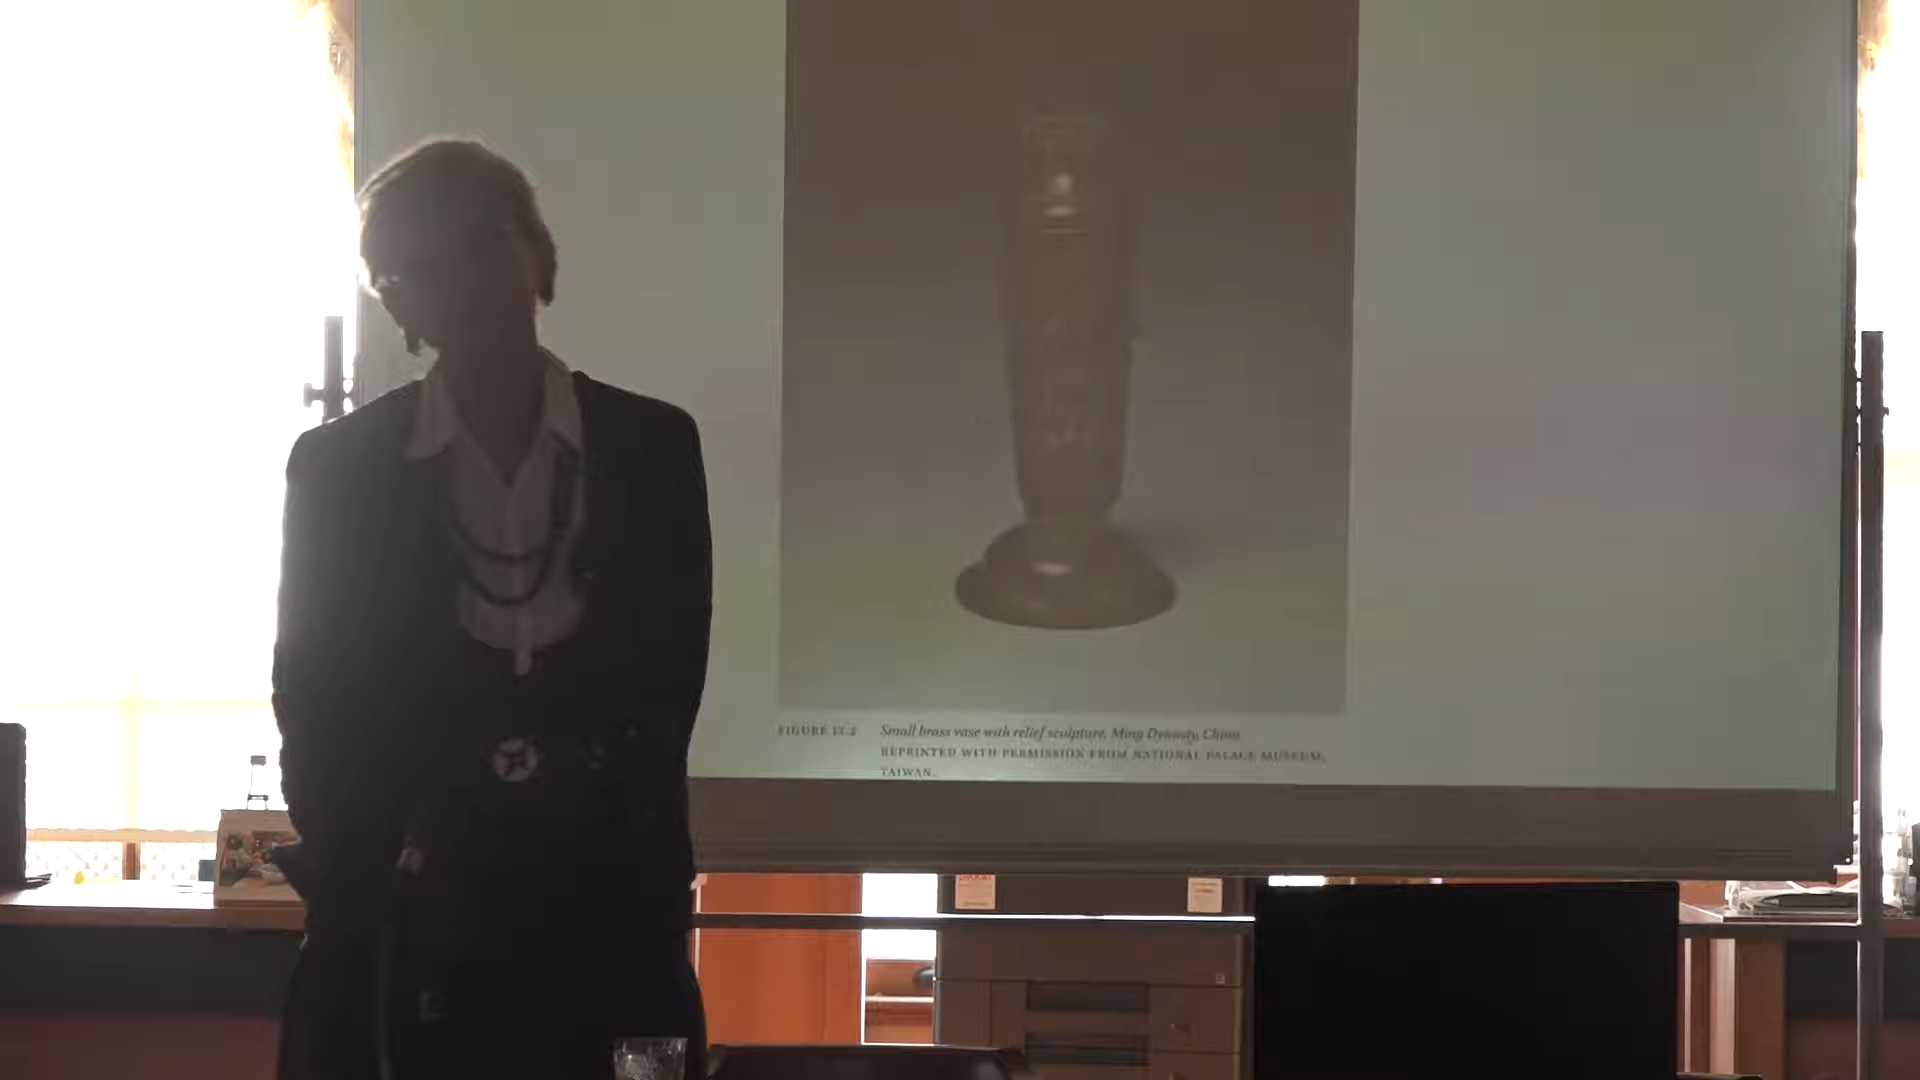 FIGURE 13.2 Small brass vase with relief sculpture, Ming Dynasty, China.
REPRINTED WITH PERMISSION FROM NATIONAL PALACE MUSEUM,
TAIWAN.